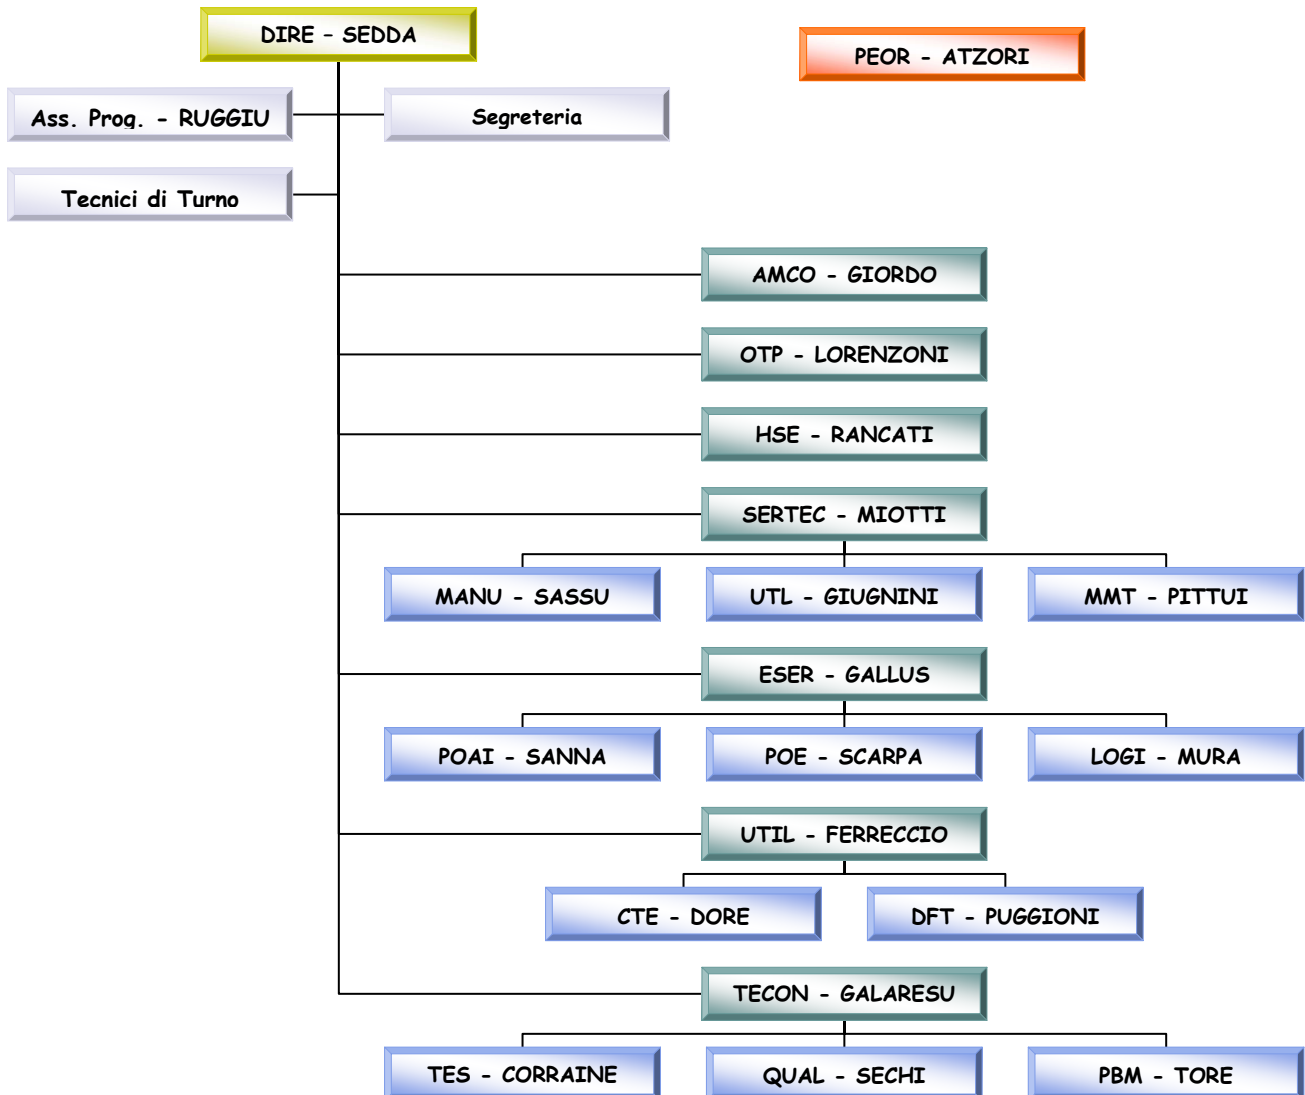 DIRE - SEDDA
PEOR - ATZORI
Ass. Prog. - RUGGIU
Segreteria
Tecnici di Turno
AMCO - GIORDO
OTP - LORENZONI
HSE - RANCATI
SERTEC - MIOTTI
MANU - SASSU
UTL - GIUGNINI
MMT - PITTUI
ESER - GALLUS
POAI - SANNA
POE - SCARPA
LOGI - MURA
UTIL - FERRECCIO
CTE - DORE
DFT - PUGGIONI
TECON - GALARESU
TES - CORRAINE
QUAL - SECHI
PBM - TORE